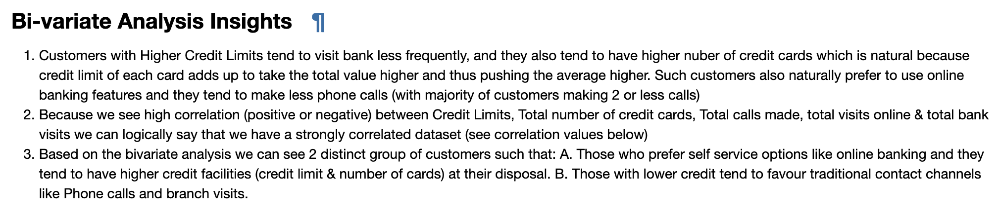 Bi-variate Analysis Insights ¶
1. Customers with Higher Credit Limits tend to visit bank less frequently, and they also tend to have higher nuber of credit cards which is natural because
credit limit of each card adds up to take the total value higher and thus pushing the average higher. Such customers also naturally prefer to use online
banking features and they tend to make less phone calls (with majority of customers making 2 or less calls)
2. Because we see high correlation (positive or negative) between Credit Limits, Total number of credit cards, Total calls made, total visits online & total bank
visits we can logically say that we have a strongly correlated dataset (see correlation values below)
3. Based on the bivariate analysis we can see 2 distinct group of customers such that: A. Those who prefer self service options like online banking and they
tend to have higher credit facilities (credit limit & number of cards) at their disposal. B. Those with lower credit tend to favour traditional contact channels
like Phone calls and branch visits.